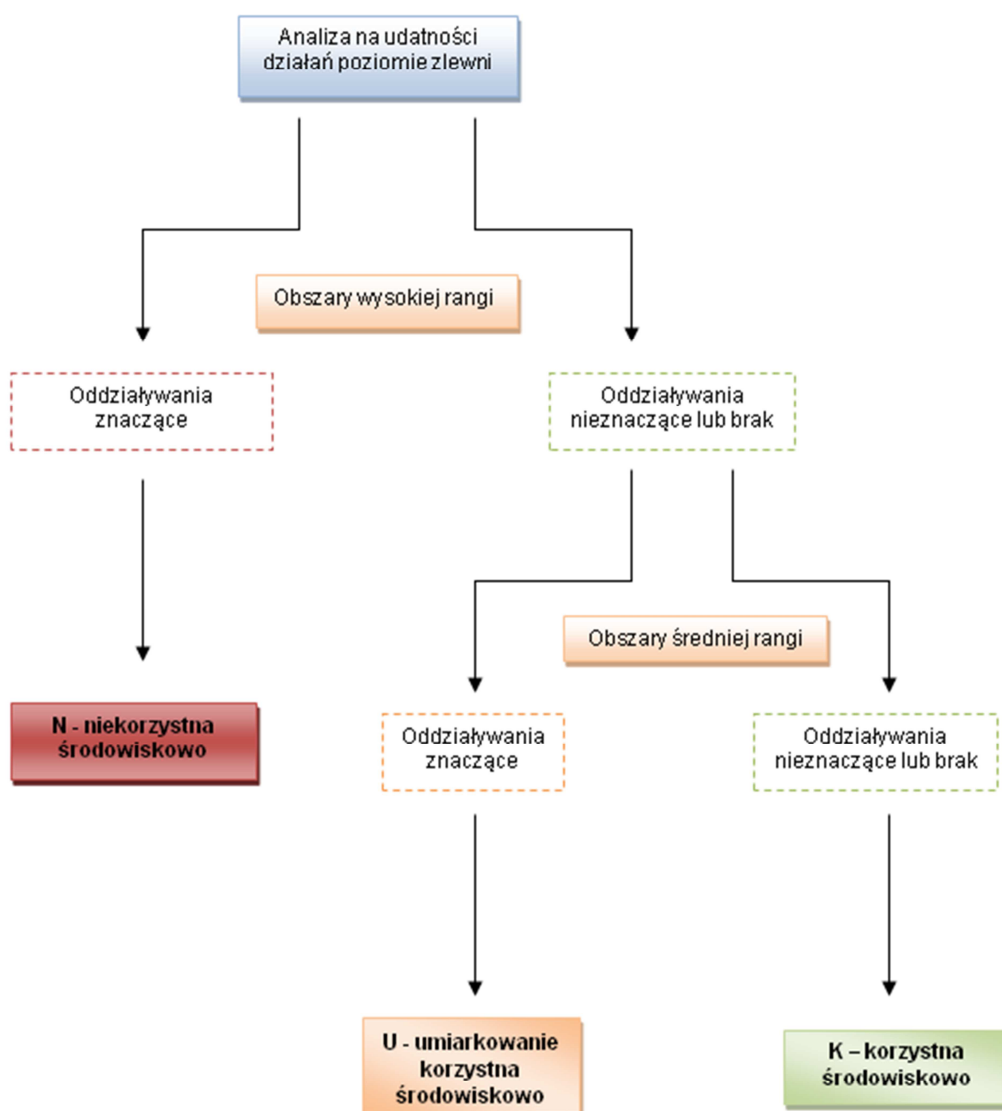 Analiza na udatności
działań poziomie zlewni
Obszary wysokiej rangi
Oddziaływania
znaczące
Oddziaływania
nieznaczące lub brak
Obszary średniej rangi
N - niekorzystna
środowiskowo
Oddziaływania
znaczące
Oddziaływania
nieznaczące lub brak
U - umiarkowanie
korzystna
środowiskowo
K – korzystna
środowiskowo